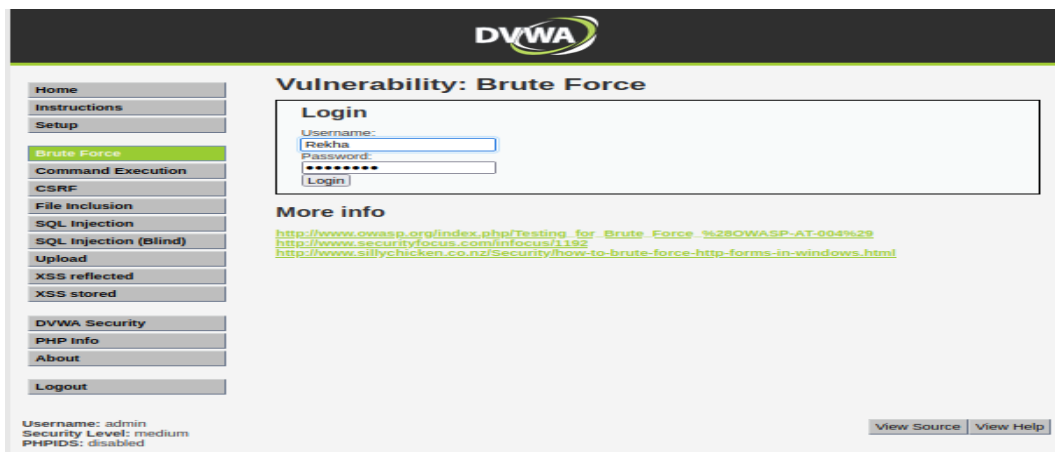 DVWA
Home
Instructions
Setup
Brute Force
Command Execution
CSRF
File Inclusion
SQL Injection
SQL Injection (Blind)
Upload
XSS reflected
XSS stored
DVWA Security
PHP Info
About
Logout
Username: admin
Security Level: medium
PHPIDS: disabled
Vulnerability: Brute Force
Login
Username:
Rekha
Password:
••••••••
Login
More info
http://www.owasp.org/index.php/Testing_for_Brute_Force_%28OWASP-AT-004%29
http://www.securityfocus.com/infocus/1192
http://www.sillychicken.co.nz/Security/how-to-brute-force-http-forms-in-windows.html
View Source View Help